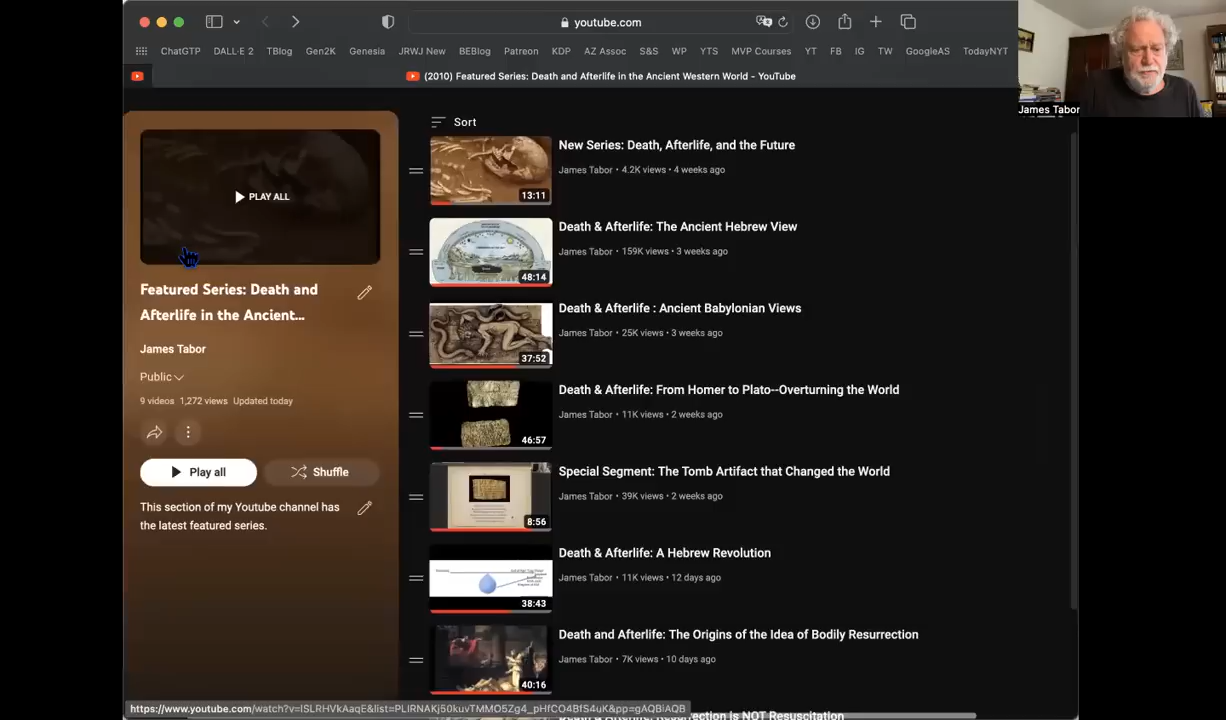 youtube.com
ChatGTP DALL·E 2 TBlog Gen2K Genesia JRWJ New BEBlog Patreon KDP AZ Assoc S&S WP YTS MVP Courses YT FB IG TW GoogleAS TodayNYT
(2010) Featured Series: Death and Afterlife in the Ancient Western World - YouTube
James Tabor
PLAY ALL
Featured Series: Death and
Afterlife in the Ancient...
James Tabor
Public
9 videos 1,272 views Updated today
Play all
Shuffle
This section of my Youtube channel has
the latest featured series.
Sort
New Series: Death, Afterlife, and the Future
James Tabor • 4.2K views • 4 weeks ago
13:11
Death & Afterlife: The Ancient Hebrew View
James Tabor • 159K views • 3 weeks ago
48:14
Death & Afterlife : Ancient Babylonian Views
James Tabor • 25K views • 3 weeks ago
37:52
Death & Afterlife: From Homer to Plato--Overturning the World
James Tabor • 11K views • 2 weeks ago
46:57
Special Segment: The Tomb Artifact that Changed the World
James Tabor • 39K views • 2 weeks ago
8:56
Death & Afterlife: A Hebrew Revolution
James Tabor • 11K views • 12 days ago
38:43
Death and Afterlife: The Origins of the Idea of Bodily Resurrection
James Tabor • 7K views • 10 days ago
40:16
rection is NOT Resuscitation